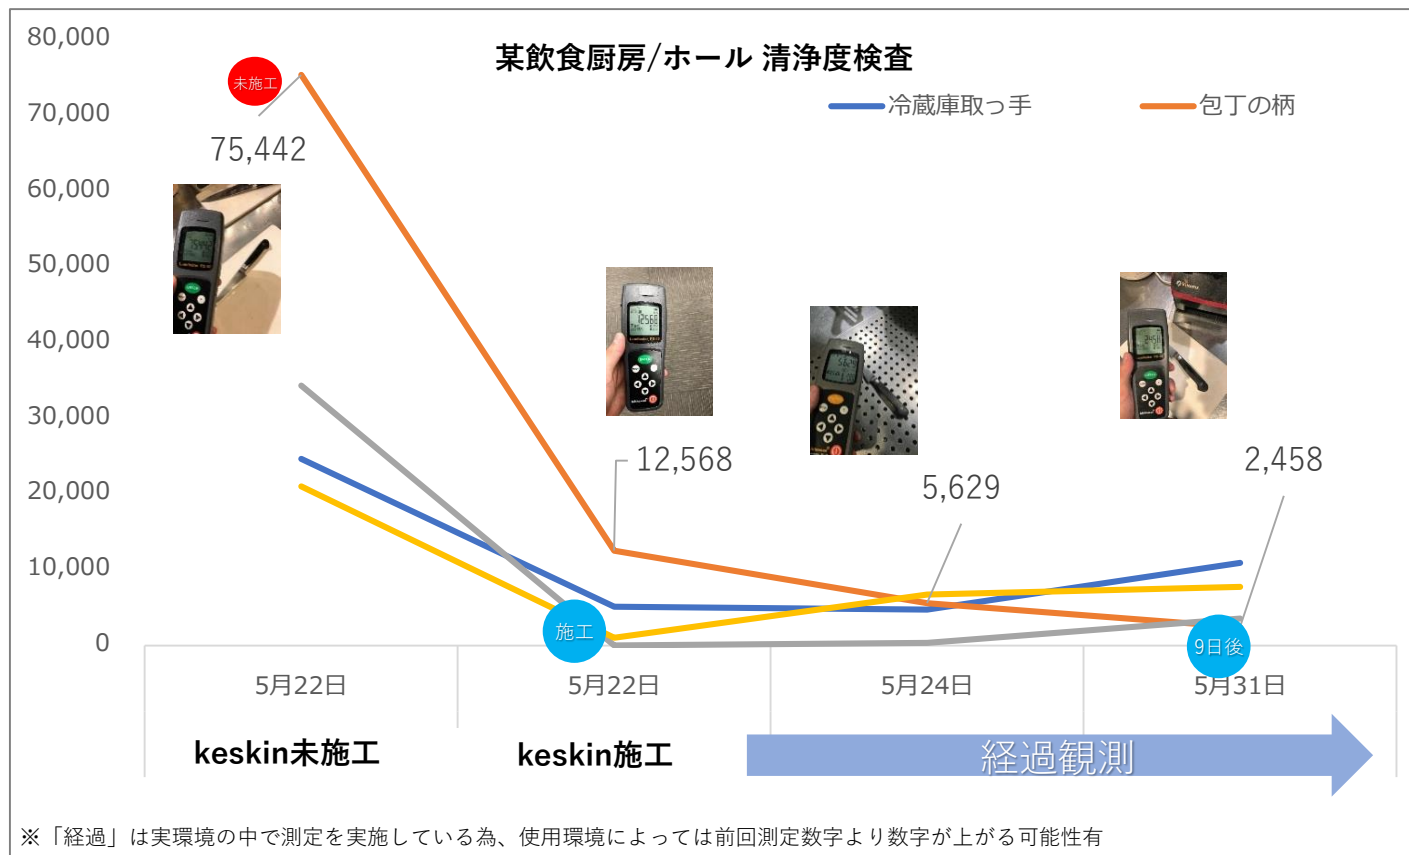 某飲食厨房/ホール 清浄度検査
冷蔵庫取っ手
包丁の柄
80,000
70,000
60,000
50,000
40,000
30,000
20,000
10,000
0
未施工
75,442
12,568
5,629
2,458
施工
9日後
5月22日
5月22日
5月24日
5月31日
keskin未施工
keskin施工
経過観測
※「経過」は実環境の中で測定を実施している為、使用環境によっては前回測定数字より数字が上がる可能性有